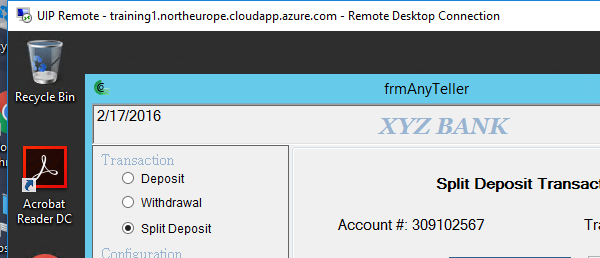 UIP Remote - training1.northeurope.cloudapp.azure.com - Remote Desktop Connection
Recycle Bin
frmAnyTeller
2/17/2016
XYZ BANK
Transaction
Deposit
Withdrawal
Split Deposit
Split Deposit Transac
Account #: 309102567
Tra
Acrobat
Reader DC
Configuration